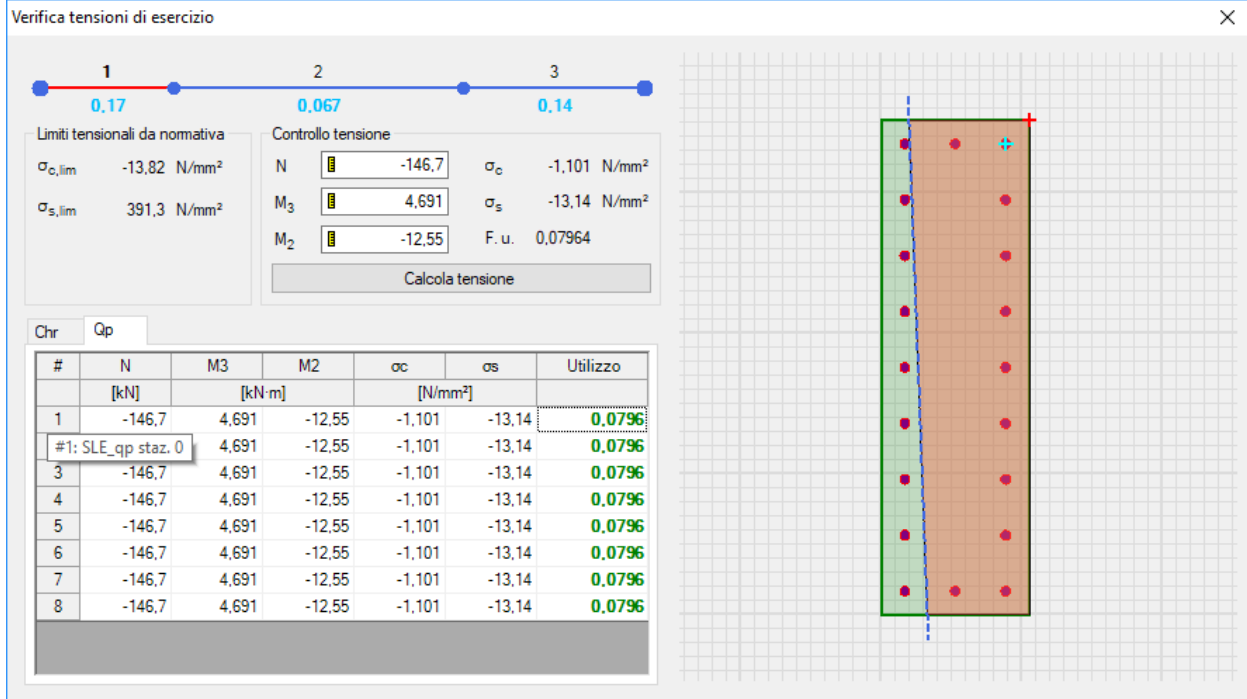 Verifica tensioni di esercizio
1 2 3
0,17 0,067 0,14
Limiti tensionali da normativa
σc,lim -13,82 N/mm²
σs,lim 391,3 N/mm²
Controllo tensione
N -146,7 σc -1,101 N/mm²
M3 4,691 σs -13,14 N/mm²
M2 -12,55 F. u. 0,07964
Calcola tensione
Chr Qp
# N M3 M2 σc σs Utilizzo
[kN] [kN·m] [N/mm²]
1 -146,7 4,691 -12,55 -1,101 -13,14 0,0796
#1: SLE_qp staz. 0 4,691 -12,55 -1,101 -13,14 0,0796
3 -146,7 4,691 -12,55 -1,101 -13,14 0,0796
4 -146,7 4,691 -12,55 -1,101 -13,14 0,0796
5 -146,7 4,691 -12,55 -1,101 -13,14 0,0796
6 -146,7 4,691 -12,55 -1,101 -13,14 0,0796
7 -146,7 4,691 -12,55 -1,101 -13,14 0,0796
8 -146,7 4,691 -12,55 -1,101 -13,14 0,0796